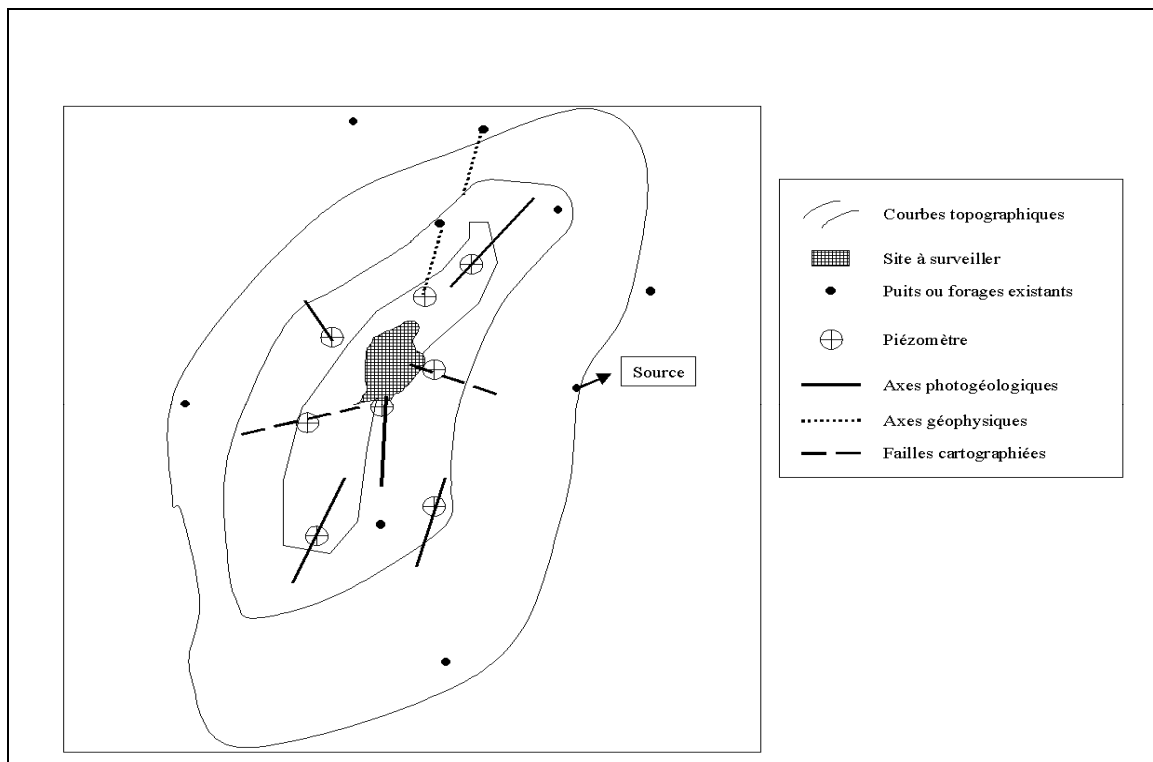 Source
Courbes topographiques
Site à surveiller
Puits ou forages existants
Piézomètre
Axes photogéologiques
Axes géophysiques
Failles cartographiées